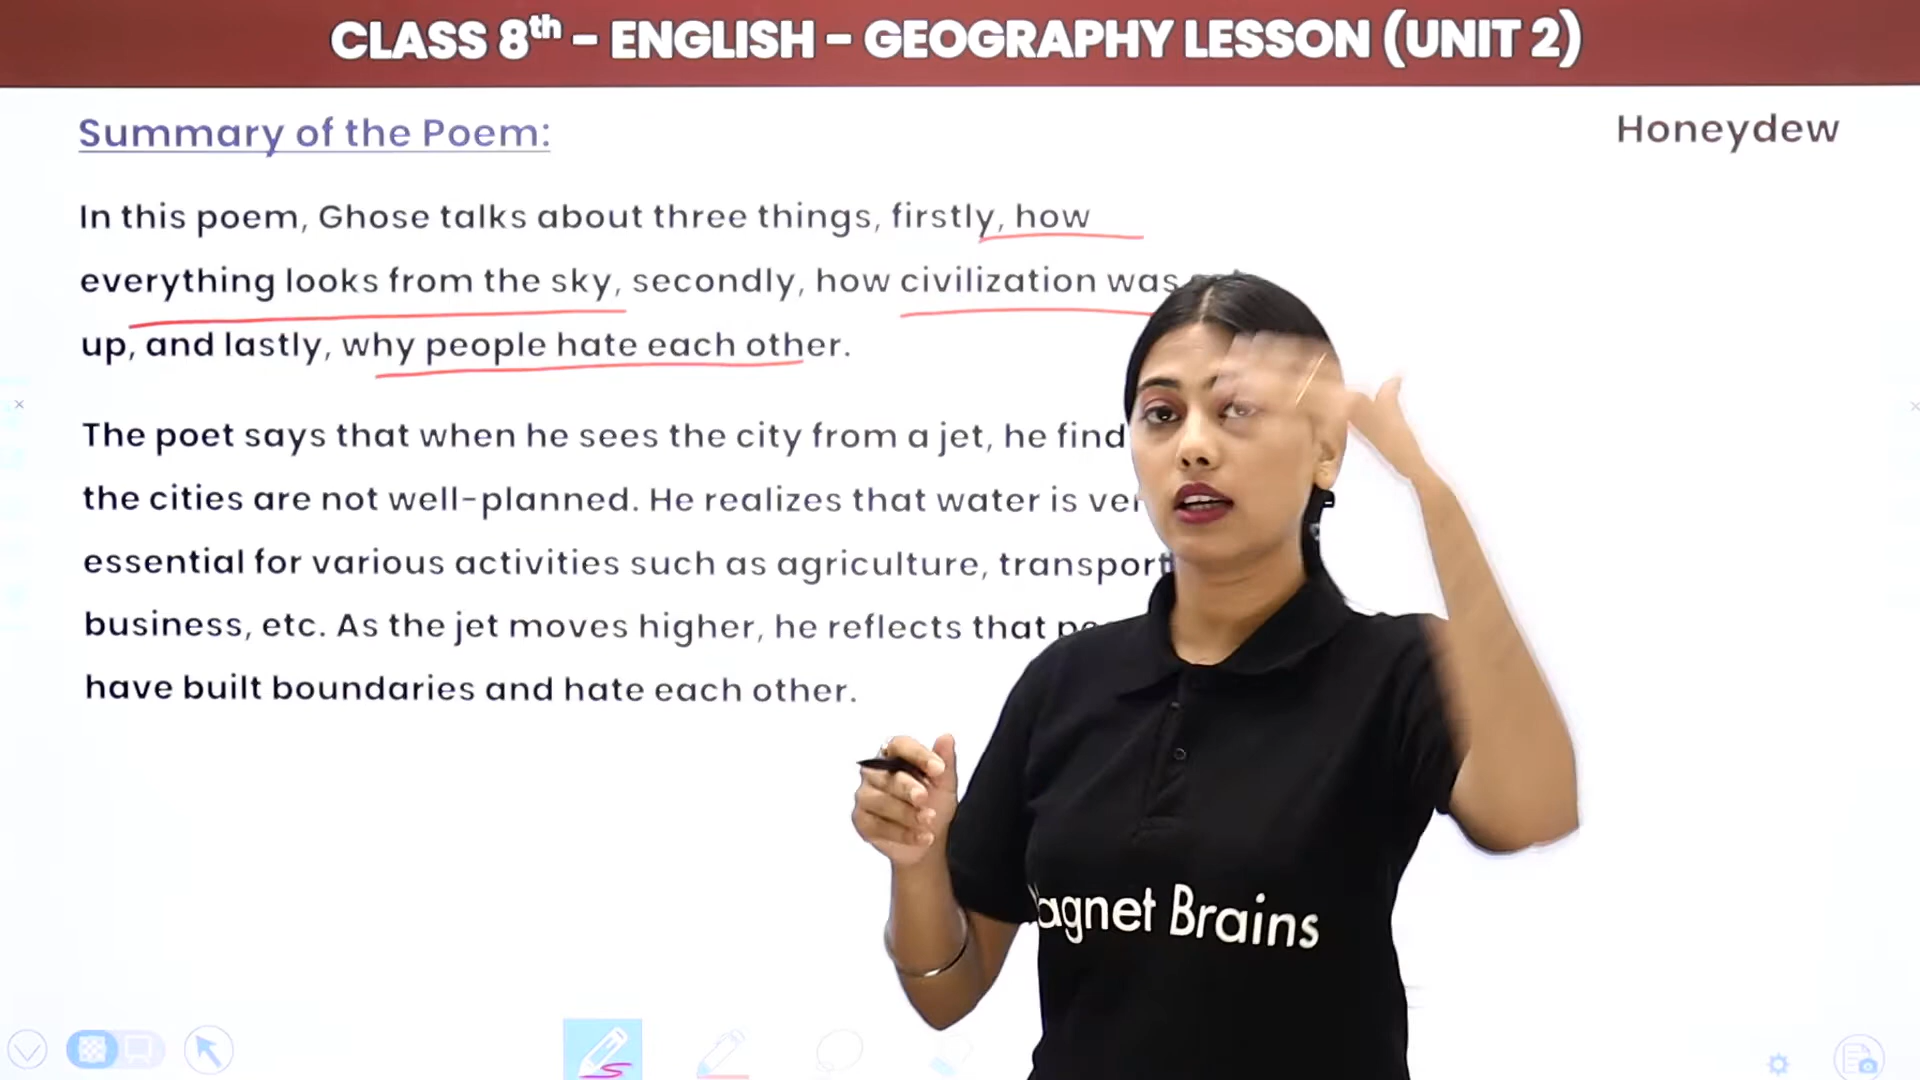 CLASS 8th - ENGLISH - GEOGRAPHY LESSON (UNIT 2)
Summary of the Poem:
Honeydew
In this poem, Ghose talks about three things, firstly, how
everything looks from the sky, secondly, how civilization was
up, and lastly, why people hate each other.
The poet says that when he sees the city from a jet, he find
the cities are not well-planned. He realizes that water is
essential for various activities such as agriculture, transport
business, etc. As the jet moves higher, he reflects that
have built boundaries and hate each other.
agnet Brains